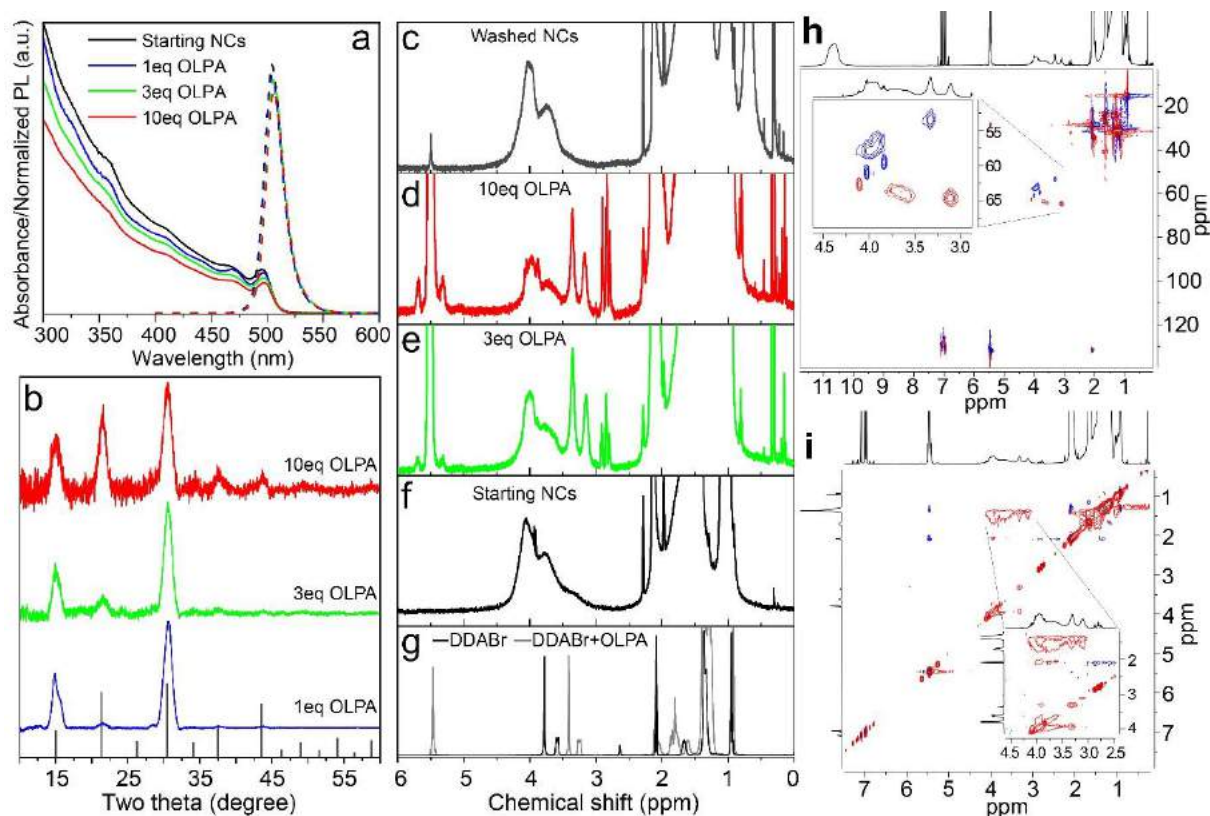 a
Starting NCs
1eq OLPA
3eq OLPA
10eq OLPA
Absorbance/Normalized PL (a.u.)
300 350 400 450 500 550 600
Wavelength (nm)
b
10eq OLPA
3eq OLPA
1eq OLPA
15 30 45
Two theta (degree)
c
Washed NCs
d
10eq OLPA
e
3eq OLPA
f
Starting NCs
g
DDABr DDABr+OLPA
6 5 4 3 2 1 0
Chemical shift (ppm)
h
55
60
65
4.5 4.0 3.5 3.0
20
40
60
80
100
120
ppm
11 10 9 8 7 6 5 4 3 2 1
ppm
i
1
2
3
4
5
6
7
ppm
2
3
4
4.5 4.0 3.5 3.0 2.5
7 6 5 4 3 2 1
ppm